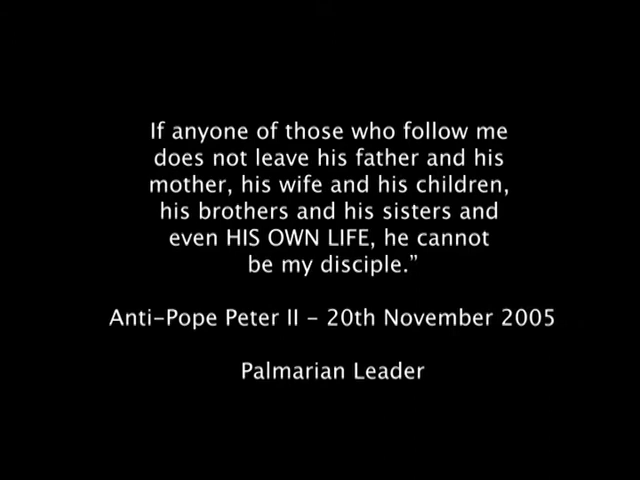 If anyone of those who follow me
does not leave his father and his
mother, his wife and his children,
his brothers and his sisters and
even HIS OWN LIFE, he cannot
be my disciple.”
Anti-Pope Peter II - 20th November 2005
Palmarian Leader